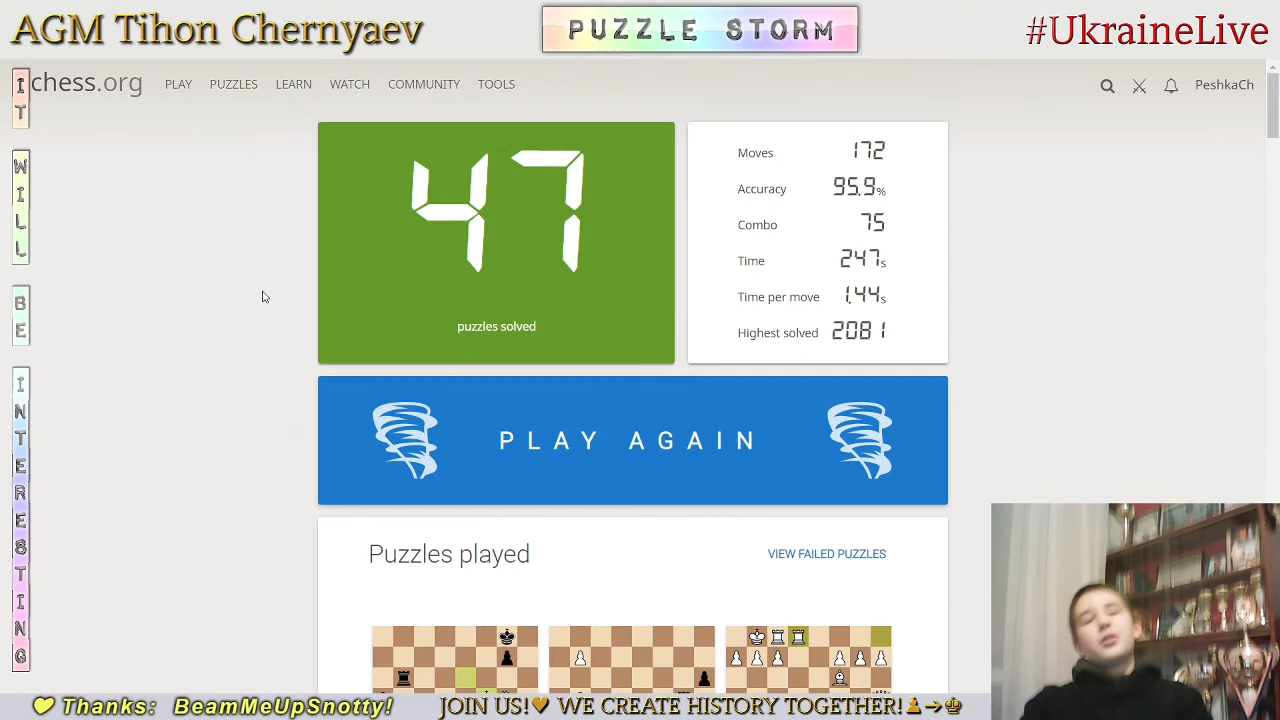 AGM Tihon Chernyaev
PUZZLE STORM
#UkraineLive
IT WILL BE INTERESTING
chess.org
PLAY PUZZLES LEARN WATCH COMMUNITY TOOLS
PeshkaCh
47
puzzles solved
Moves 172
Accuracy 95.9%
Combo 75
Time 247s
Time per move 1.44s
Highest solved 2081
PLAY AGAIN
Puzzles played
VIEW FAILED PUZZLES
Thanks: BeamMeUpSnotty!
JOIN US! WE CREATE HISTORY TOGETHER!